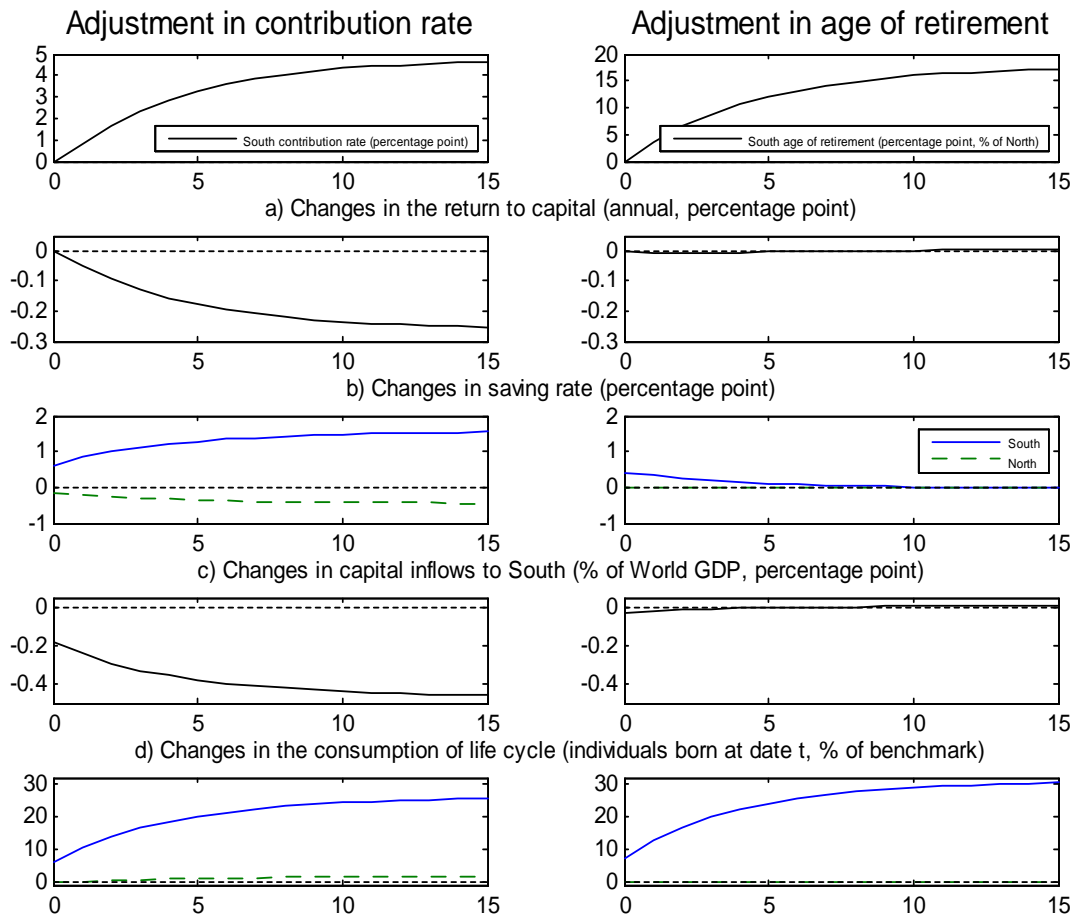 Adjustment in contribution rate
Adjustment in age of retirement
5
4
3
2
1
0
South contribution rate (percentage point)
0 5 10 15
20
15
10
5
0
South age of retirement (percentage point, % of North)
0 5 10 15
a) Changes in the return to capital (annual, percentage point)
0
-0.1
-0.2
-0.3
0 5 10 15
0
-0.1
-0.2
-0.3
0 5 10 15
b) Changes in saving rate (percentage point)
2
1
0
-1
0 5 10 15
2
1
0
-1
South
North
0 5 10 15
c) Changes in capital inflows to South (% of World GDP, percentage point)
0
-0.2
-0.4
0 5 10 15
0
-0.2
-0.4
0 5 10 15
d) Changes in the consumption of life cycle (individuals born at date t, % of benchmark)
30
20
10
0
0 5 10 15
30
20
10
0
0 5 10 15